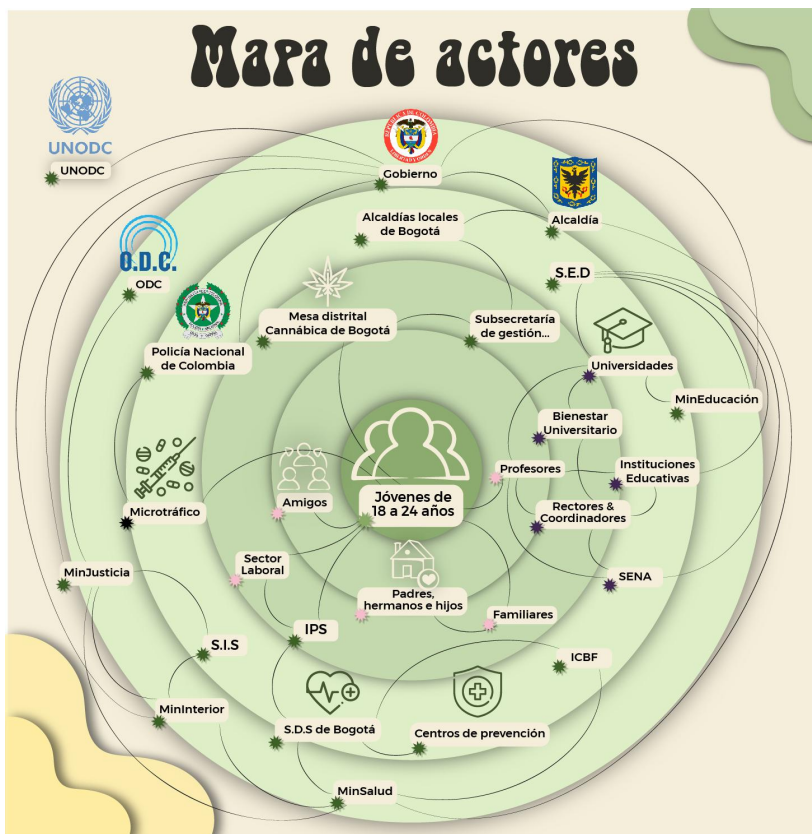 Mapa de actores
UNODC
UNODC
Gobierno
Alcaldías locales
de Bogotá
Alcaldía
O.D.C.
ODC
S.E.D
Mesa distrital
Cannábica de Bogotá
Subsecretaría
de gestión...
Policía Nacional
de Colombia
Universidades
MinEducación
Bienestar
Universitario
Profesores
Instituciones
Educativas
Amigos
Jóvenes de
18 a 24 años
Microtráfico
Rectores &
Coordinadores
Sector
Laboral
MinJusticia
SENA
Padres,
hermanos e hijos
Familiares
IPS
S.I.S
ICBF
MinInterior
S.D.S de Bogotá
Centros de prevención
MinSalud